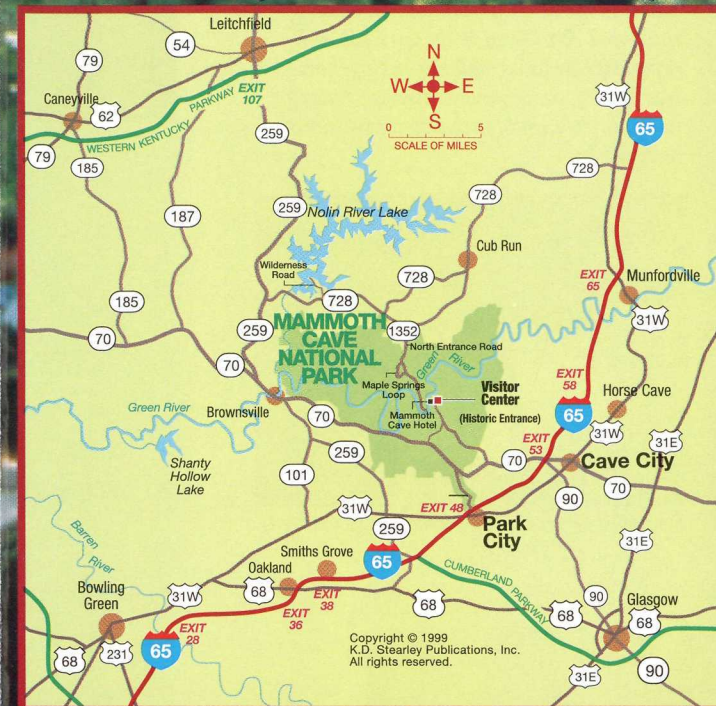 Leitchfield
54
79
31W
N
W E
S
0 5
SCALE OF MILES
65
Caneyville
62
WESTERN KENTUCKY PARKWAY
EXIT
107
259
79
185
728
728
187
259
Nolin River Lake
Cub Run
Wilderness
Road
728
EXIT
65
Munfordville
185
728
31W
70
259
MAMMOTH
CAVE
NATIONAL
PARK
1352
North Entrance Road
Green River
70
Maple Springs
Loop
Visitor
Center
(Historic Entrance)
Mammoth
Cave Hotel
EXIT
58
Horse Cave
Green River
Brownsville
70
65
31W
31E
EXIT
53
259
Shanty
Hollow
Lake
101
70
Cave City
70
90
31W
EXIT 48
Park
City
259
31E
Barren
River
Smiths Grove
65
Oakland
CUMBERLAND PARKWAY
Bowling
Green
31W
68
EXIT
38
EXIT
36
68
90
Glasgow
68
68
EXIT
28
65
231
68
31E
90
Copyright © 1999
K.D. Stearley Publications, Inc.
All rights reserved.